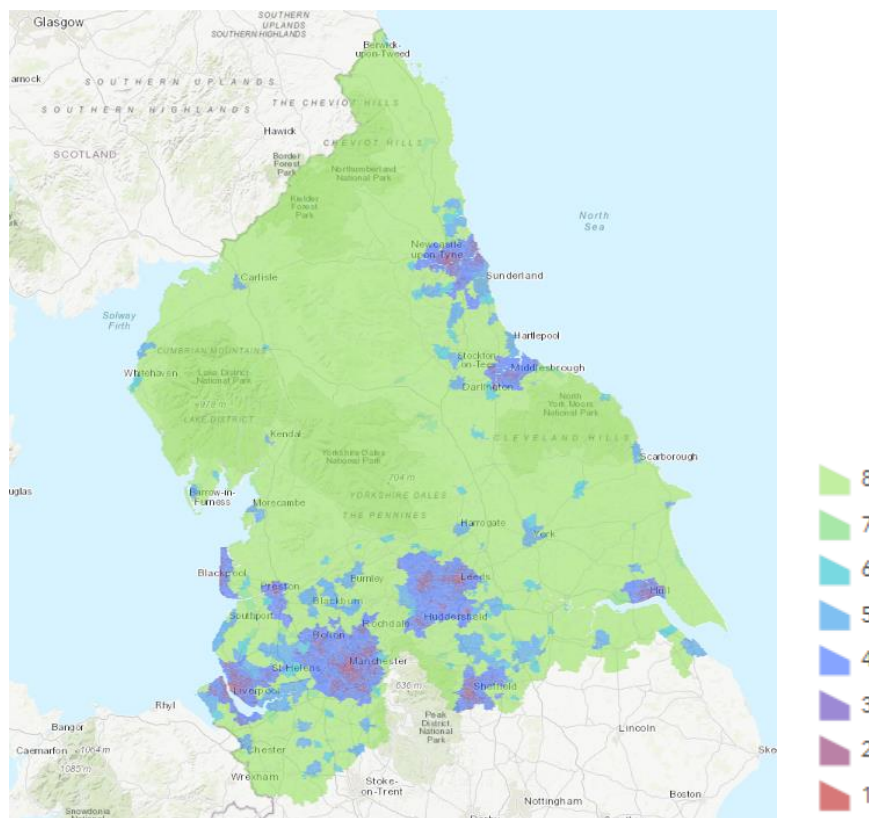 Glasgow
SOUTHERN
UPLANDS
SOUTHERN HIGHLANDS
Berwick-
upon-Tweed
arnock
SOUTHERN UPLANDS
SOUTHERN HIGHLANDS
THE CHEVIOT HILLS
Hawick
CHEVIOT HILLS
SCOTLAND
Border
Forest
Park
Northumberland
National Park
Kielder
Forest
Park
North
Sea
Newcastle
upon-Tyne
Sunderland
Carlisle
Solway
Firth
Hartlepool
CUMBRIAN MOUNTAINS
Stockton
on-Tees
Middlesbrough
Whitehaven
Lake District
National Park
Darlington
LAKE DISTRICT
North
York Moors
National Park
Kendal
CLEVELAND HILLS
Yorkshire Dales
National Park
Scarborough
704 m
uglas
Barrow-in-
Furness
YORKSHIRE DALES
Morecambe
THE PENNINES
Harrogate
York
Blackpool
Preston
Burnley
Leeds
Blackburn
Hull
Southport
Huddersfield
Rochdale
Bolton
St Helens
Manchester
Liverpool
636 m
Sheffield
Rhyl
Peak
District
National
Park
Bangor
Lincoln
Chester
Caernarfon
1064 m
Ske
1085 m
Wrexham
Stoke-
on-Trent
Boston
Snowdonia
Nottingham
8
7
6
5
4
3
2
1